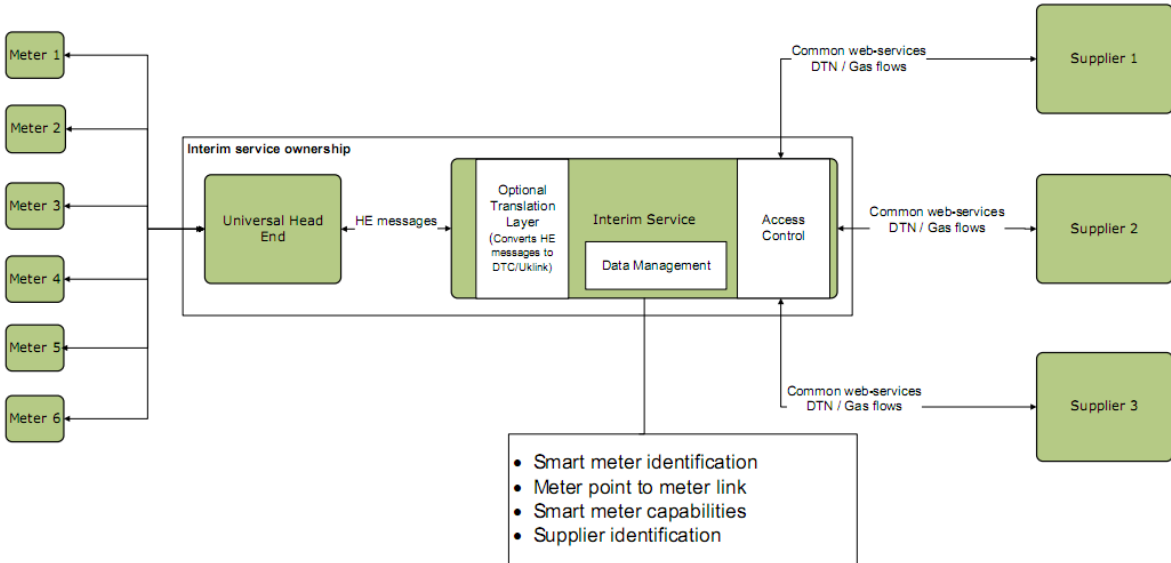 Meter 1
Meter 2
Meter 3
Meter 4
Meter 5
Meter 6
Interim service ownership
Universal Head
End
HE messages
Optional
Translation
Layer
(Converts HE
messages to
DTC/Uklink)
Interim Service
Data Management
Access
Control
Common web-services
DTN / Gas flows
Supplier 1
Common web-services
DTN / Gas flows
Supplier 2
Common web-services
DTN / Gas flows
Supplier 3
• Smart meter identification
• Meter point to meter link
• Smart meter capabilities
• Supplier identification